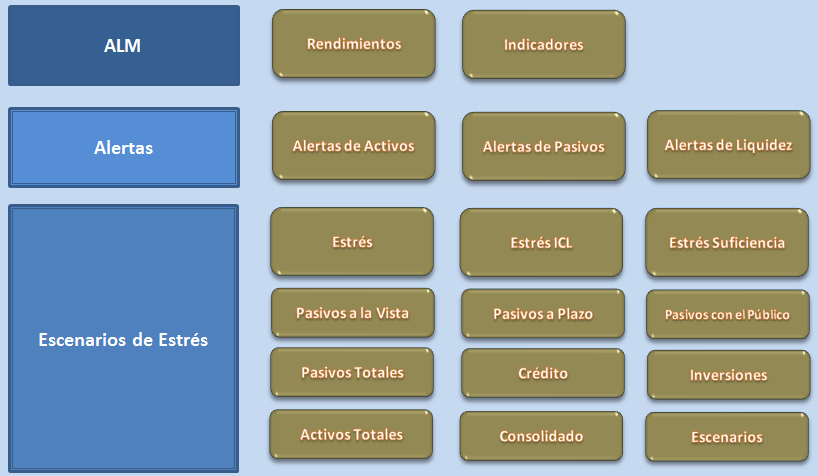 ALM
Rendimientos
Indicadores
Alertas
Alertas de Activos
Alertas de Pasivos
Alertas de Liquidez
Escenarios de Estrés
Estrés
Estrés ICL
Estrés Suficiencia
Pasivos a la Vista
Pasivos a Plazo
Pasivos con el Público
Pasivos Totales
Crédito
Inversiones
Activos Totales
Consolidado
Escenarios